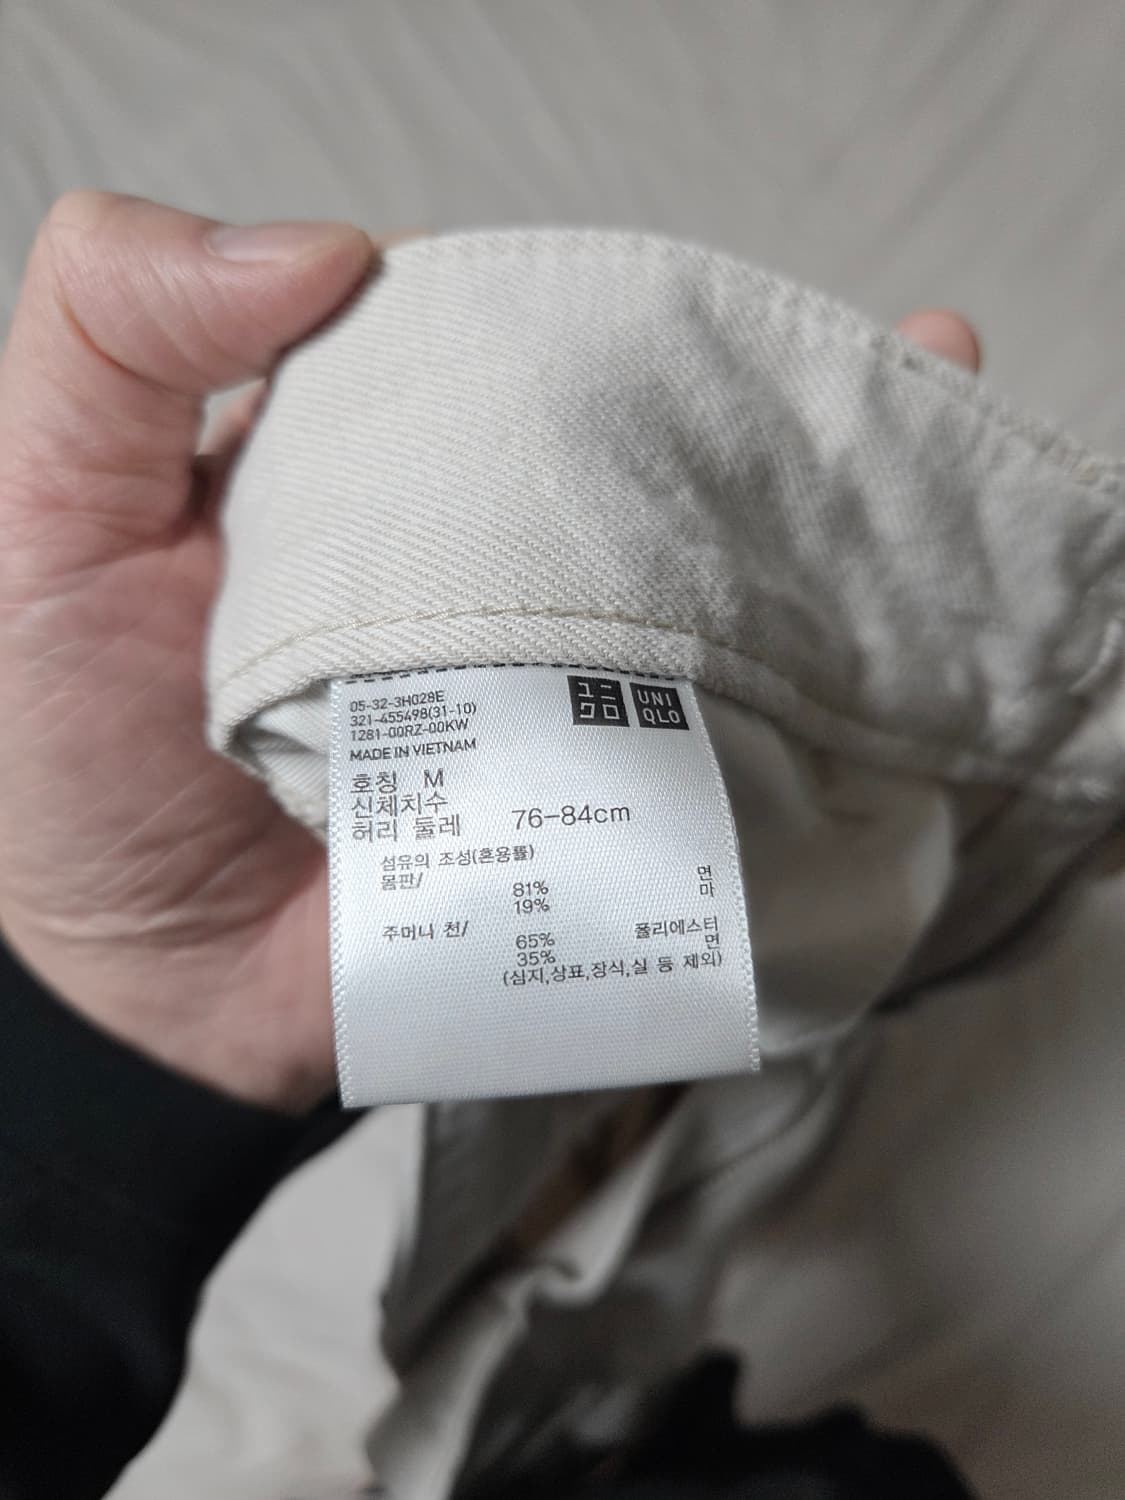 05-32-3H028E
321-455498(31-10)
1281-00RZ-00KW
MADE IN VIETNAM
ユニ
クロ
UNI
QLO
호칭 M
신체치수
허리 둘레 76-84cm
섬유의 조성(혼용률)
몸판/
81% 면
19% 마
주머니 천/
65% 폴리에스터
35% 면
(심지,상표,장식,실 등 제외)